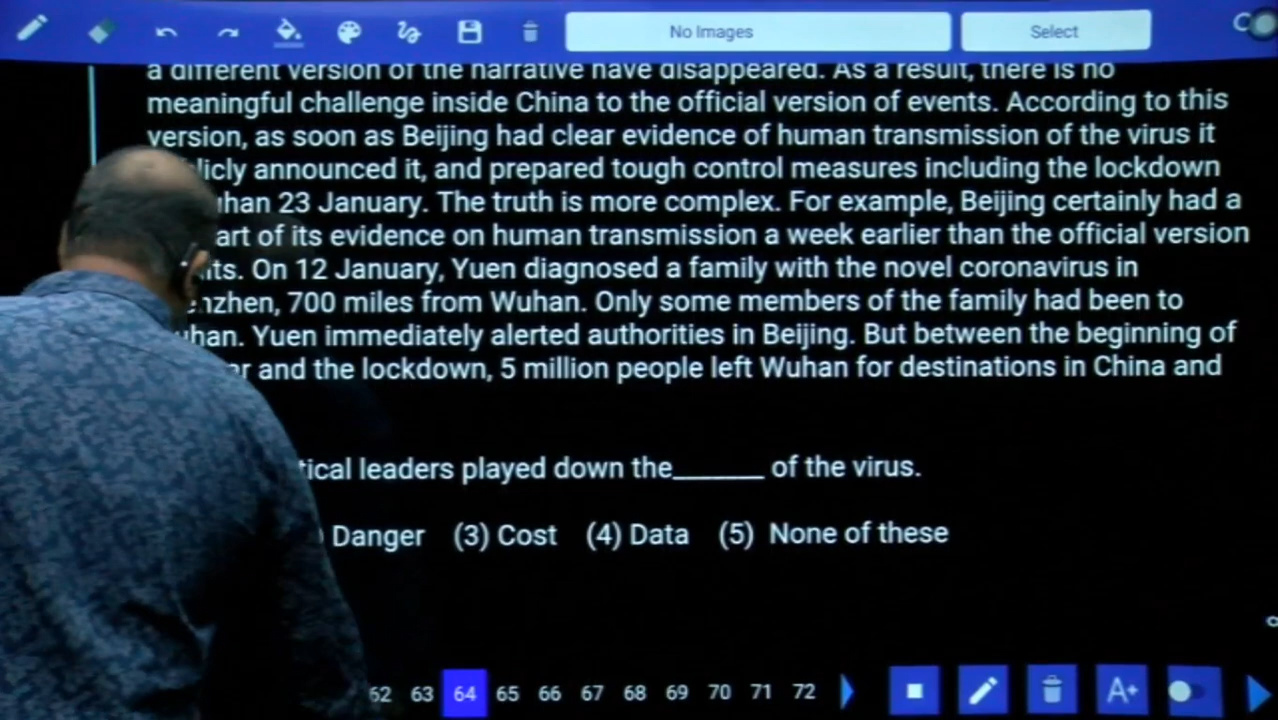 No Images
Select
a different version of the narrative have disappeared. As a result, there is no
meaningful challenge inside China to the official version of events. According to this
version, as soon as Beijing had clear evidence of human transmission of the virus it
licly announced it, and prepared tough control measures including the lockdown
uhan 23 January. The truth is more complex. For example, Beijing certainly had a
art of its evidence on human transmission a week earlier than the official version
nts. On 12 January, Yuen diagnosed a family with the novel coronavirus in
enzhen, 700 miles from Wuhan. Only some members of the family had been to
uhan. Yuen immediately alerted authorities in Beijing. But between the beginning of
ar and the lockdown, 5 million people left Wuhan for destinations in China and
tical leaders played down the______ of the virus.
) Danger (3) Cost (4) Data (5) None of these
62 63 64 65 66 67 68 69 70 71 72
A+